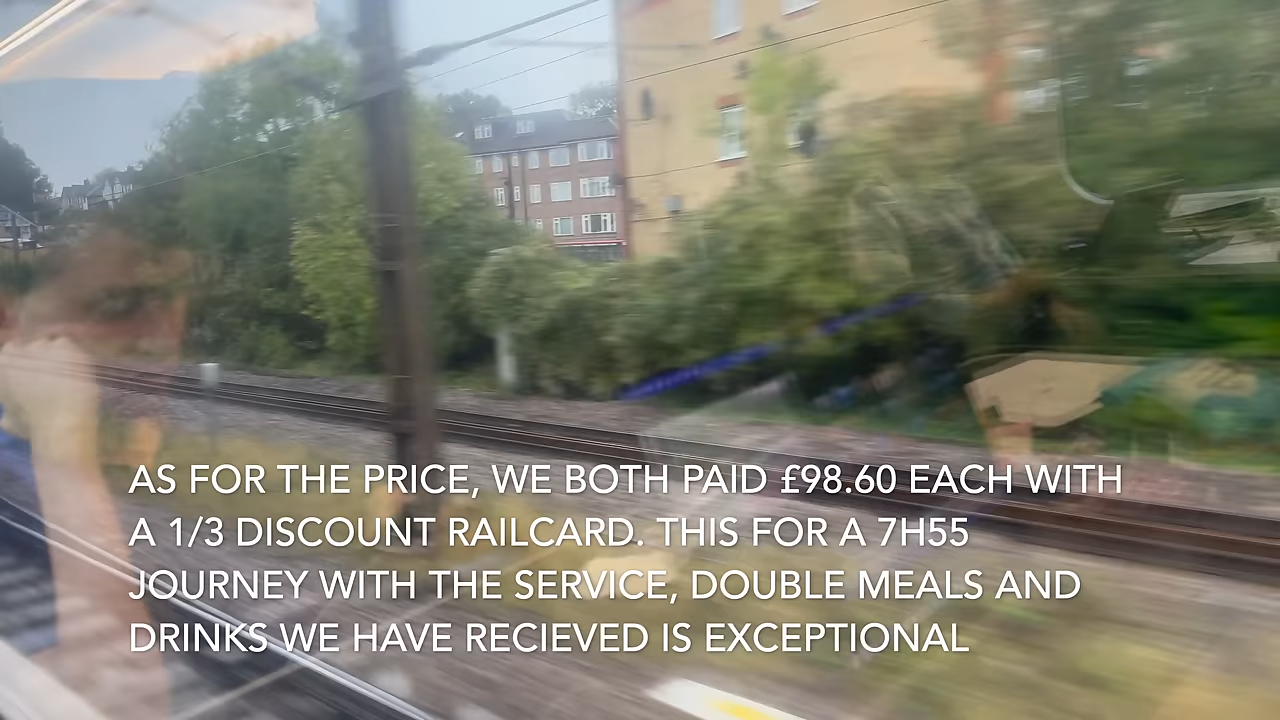 AS FOR THE PRICE, WE BOTH PAID £98.60 EACH WITH
A 1/3 DISCOUNT RAILCARD. THIS FOR A 7H55
JOURNEY WITH THE SERVICE, DOUBLE MEALS AND
DRINKS WE HAVE RECIEVED IS EXCEPTIONAL